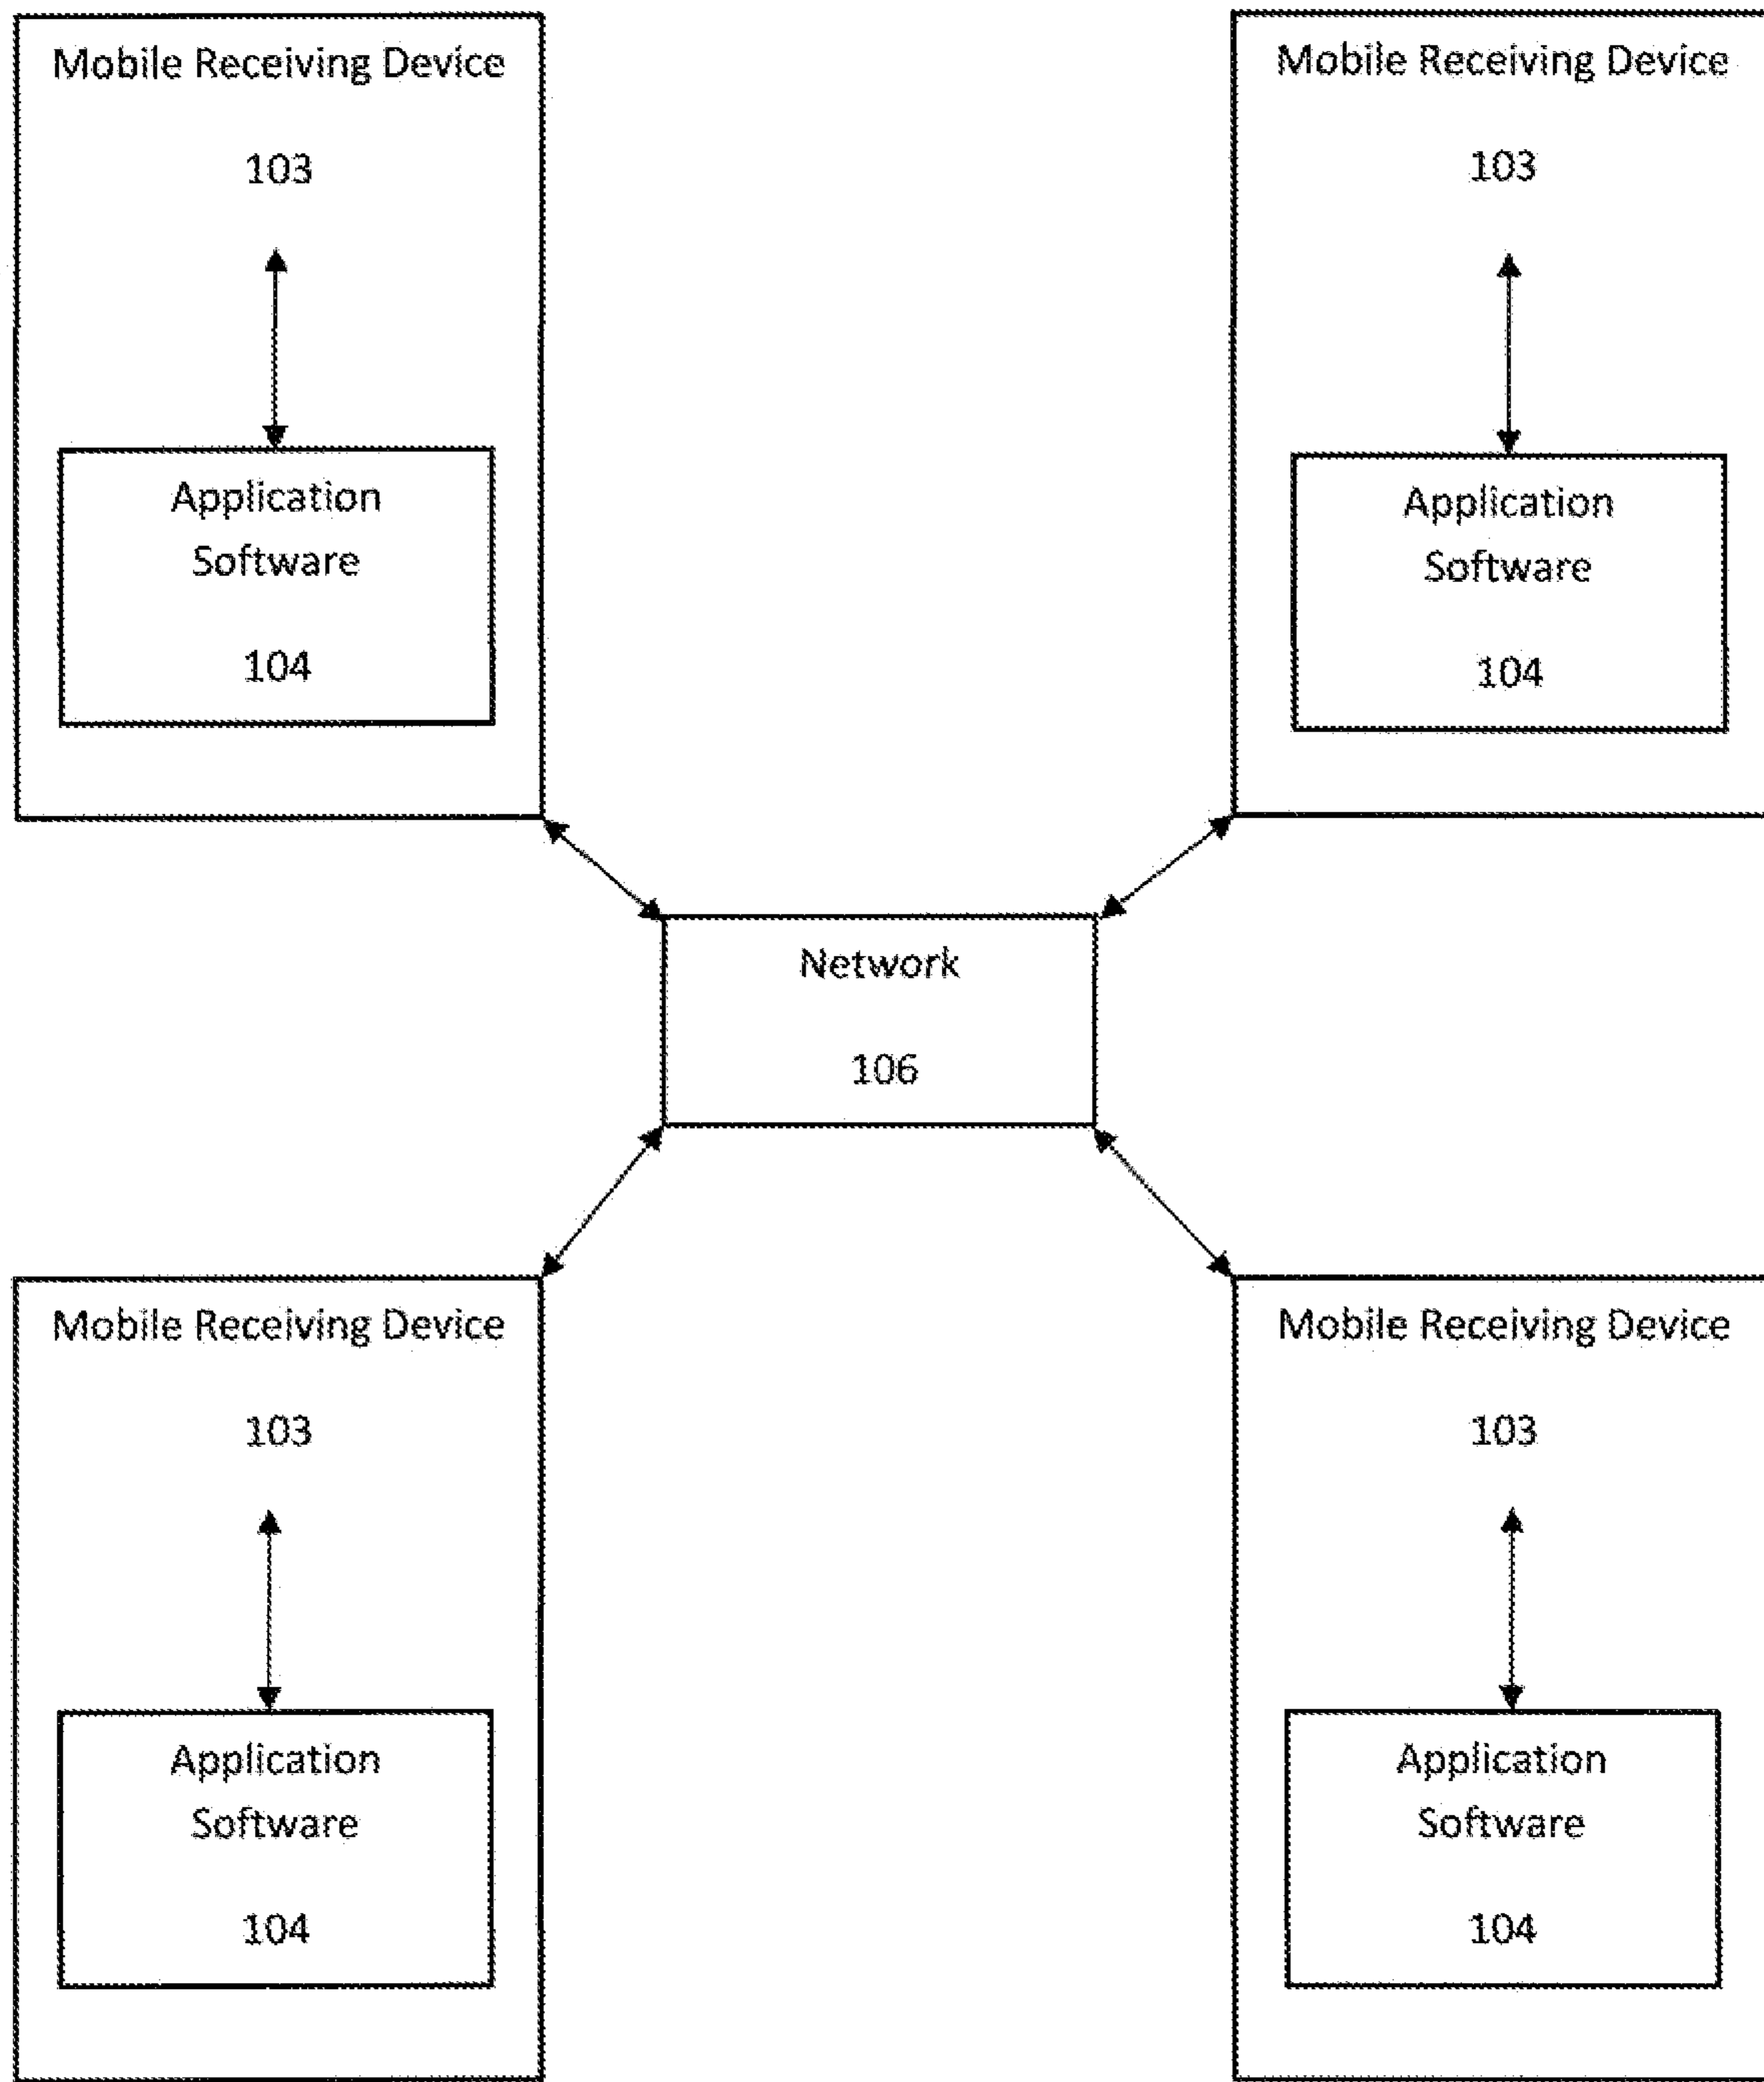 Mobile Receiving Device
103
Application
Software
104
Mobile Receiving Device
103
Application
Software
104
Network
106
Mobile Receiving Device
103
Application
Software
104
Mobile Receiving Device
103
Application
Software
104